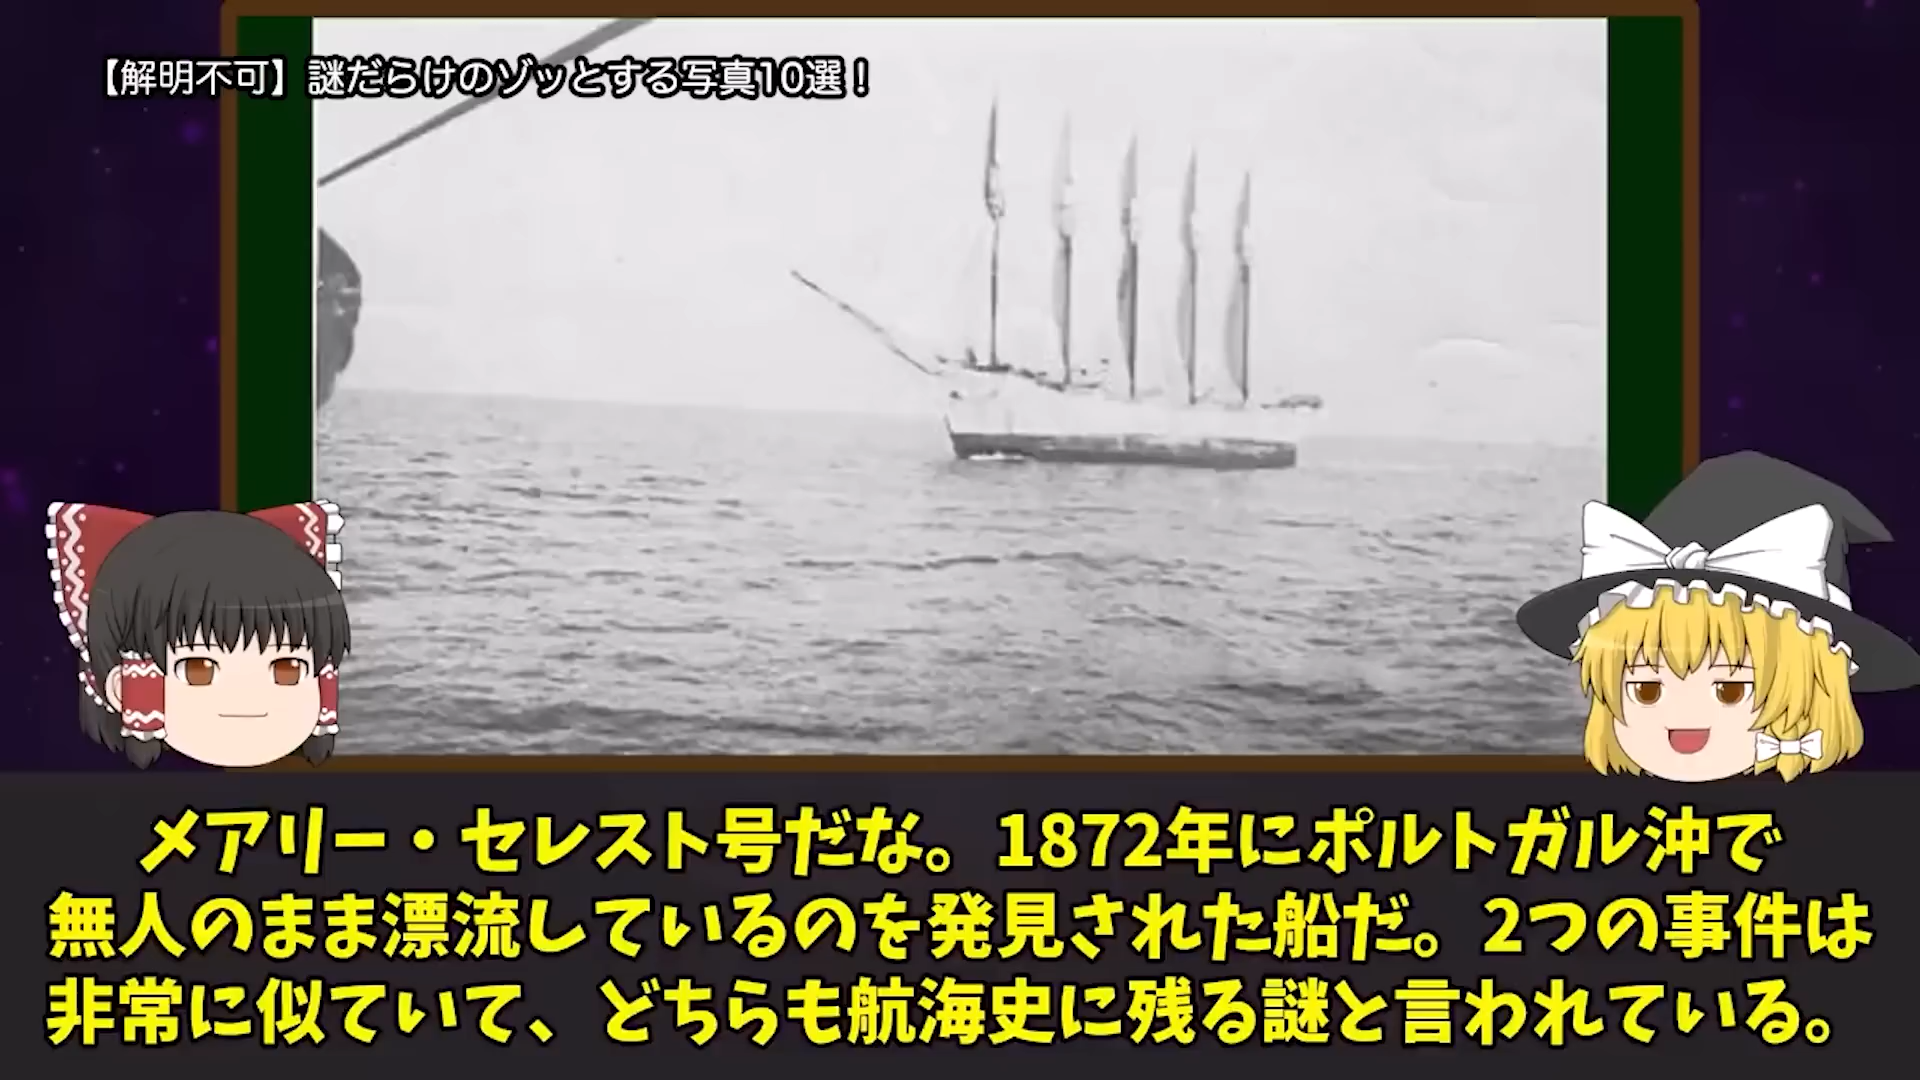 【解明不可】謎だらけのゾッとする写真10選！
メアリー・セレスト号だな。1872年にポルトガル沖で
無人のまま漂流しているのを発見された船だ。2つの事件は
非常に似ていて、どちらも航海史に残る謎と言われている。